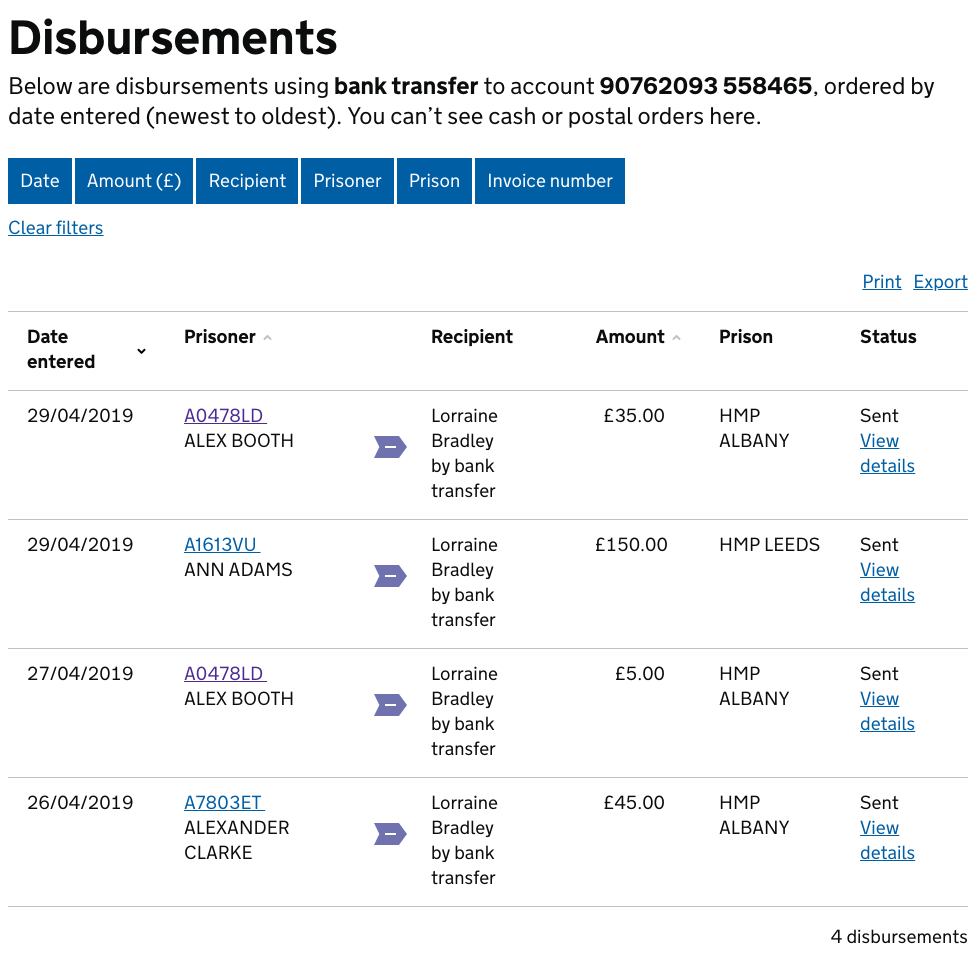 Disbursements
Below are disbursements using bank transfer to account 90762093 558465, ordered by
date entered (newest to oldest). You can’t see cash or postal orders here.
Date Amount (£) Recipient Prisoner Prison Invoice number
Clear filters
Print Export
Date entered Prisoner Recipient Amount Prison Status
29/04/2019 A0478LD Lorraine £35.00 HMP Sent
ALEX BOOTH Bradley ALBANY View
by bank details
transfer
29/04/2019 A1613VU Lorraine £150.00 HMP LEEDS Sent
ANN ADAMS Bradley View
by bank details
transfer
27/04/2019 A0478LD Lorraine £5.00 HMP Sent
ALEX BOOTH Bradley ALBANY View
by bank details
transfer
26/04/2019 A7803ET Lorraine £45.00 HMP Sent
ALEXANDER Bradley ALBANY View
CLARKE by bank details
transfer
4 disbursements